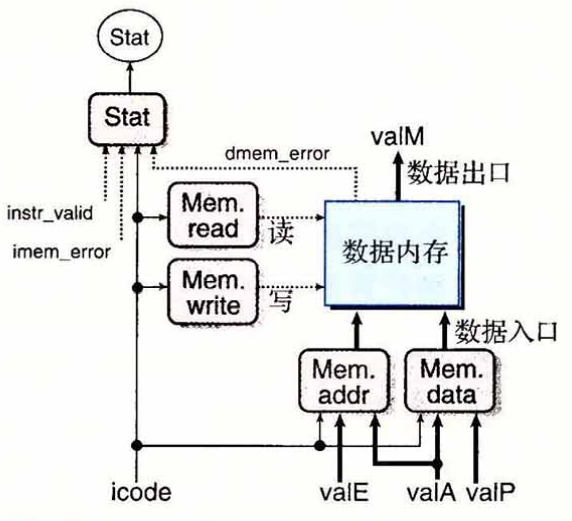 Stat
Stat
valM
dmem_error
数据出口
instr_valid
Mem.
read
读
数据内存
imem_error
Mem.
write
写
数据入口
Mem.
addr
Mem.
data
icode
valE
valA
valP